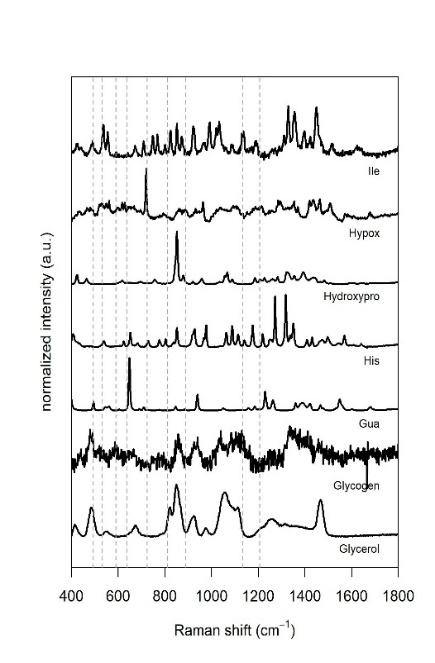 normalized intensity (a.u.)
Ile
Hypox
Hydroxypro
His
Gua
Glycogen
Glycerol
400 600 800 1000 1200 1400 1600 1800
Raman shift (cm⁻¹)